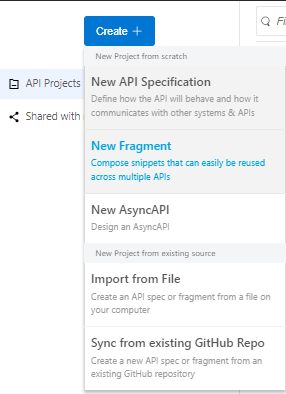 Create +
New Project from scratch
API Projects
Shared with
New API Specification
Define how the API will behave and how it
communicates with other systems & APIs
New Fragment
Compose snippets that can easily be reused
across multiple APIs
New AsyncAPI
Design an AsyncAPI
New Project from existing source
Import from File
Create an API spec or fragment from a file on
your computer
Sync from existing GitHub Repo
Create a new API spec or fragment from an
existing GitHub repository